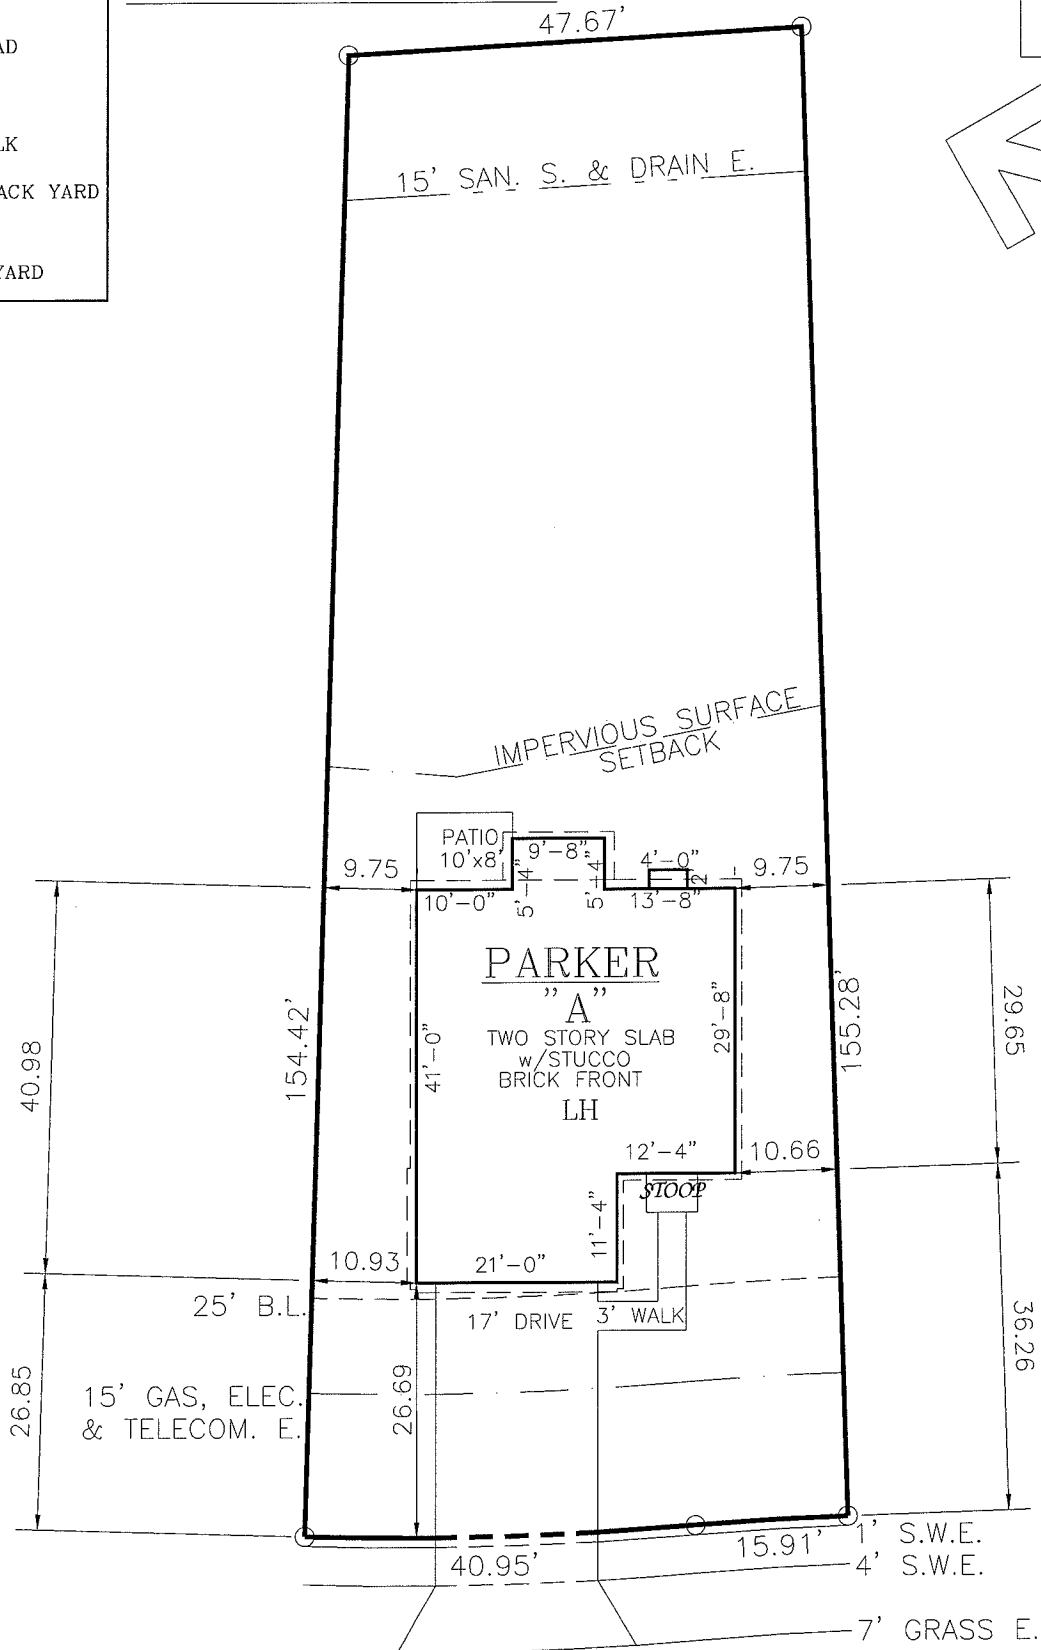 47.67'
AD
LK
ACK YARD
YARD
15' SAN. S. & DRAIN E.
IMPERVIOUS SURFACE
SETBACK
PATIO
10'x8'
9'-8"
4'-0"
9.75
9.75
10'-0"
5'-4"
5'-4"
13'-8"
2'
PARKER
"A"
TWO STORY SLAB
w/STUCCO
BRICK FRONT
LH
29'-8"
41'-0"
154.42'
155.28'
40.98
29.65
12'-4"
10.66
STOOP
11'-4"
10.93
21'-0"
25' B.L.
17' DRIVE
3' WALK
36.26
26.85
26.69
15' GAS, ELEC.
& TELECOM. E.
40.95'
15.91'
1' S.W.E.
4' S.W.E.
7' GRASS E.